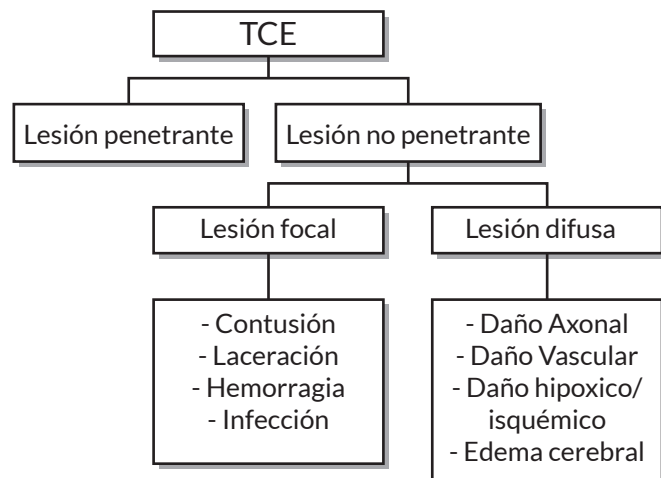 TCE
Lesión penetrante
Lesión no penetrante
Lesión focal
Lesión difusa
- Contusión
- Laceración
- Hemorragia
- Infección
- Daño Axonal
- Daño Vascular
- Daño hipoxico/
isquémico
- Edema cerebral